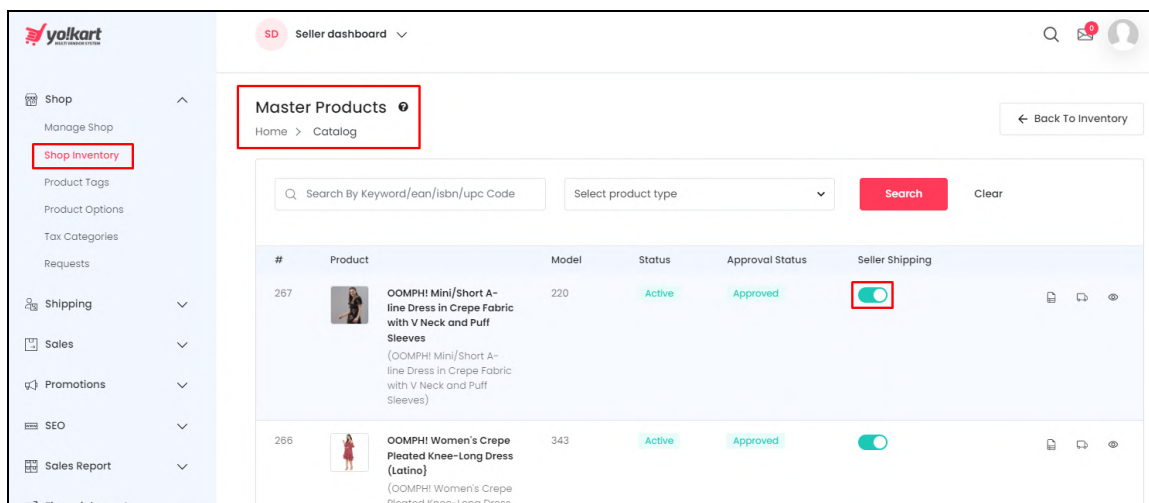 yo!kart
MULTI VENDOR SYSTEM
SD Seller dashboard
0
Shop
Manage Shop
Shop Inventory
Product Tags
Product Options
Tax Categories
Requests
Shipping
Sales
Promotions
SEO
Sales Report
Master Products
Home > Catalog
← Back To Inventory
Search By Keyword/ean/isbn/upc Code
Select product type
Search
Clear
# Product Model Status Approval Status Seller Shipping
267 OOMPH! Mini/Short A- 220 Active Approved
line Dress in Crepe Fabric
with V Neck and Puff
Sleeves
(OOMPH! Mini/Short A-
line Dress in Crepe Fabric
with V Neck and Puff
Sleeves)
266 OOMPH! Women's Crepe 343 Active Approved
Pleated Knee-Long Dress
(Latino}
(OOMPH! Women's Crepe
Pleated Knee-Long Dress